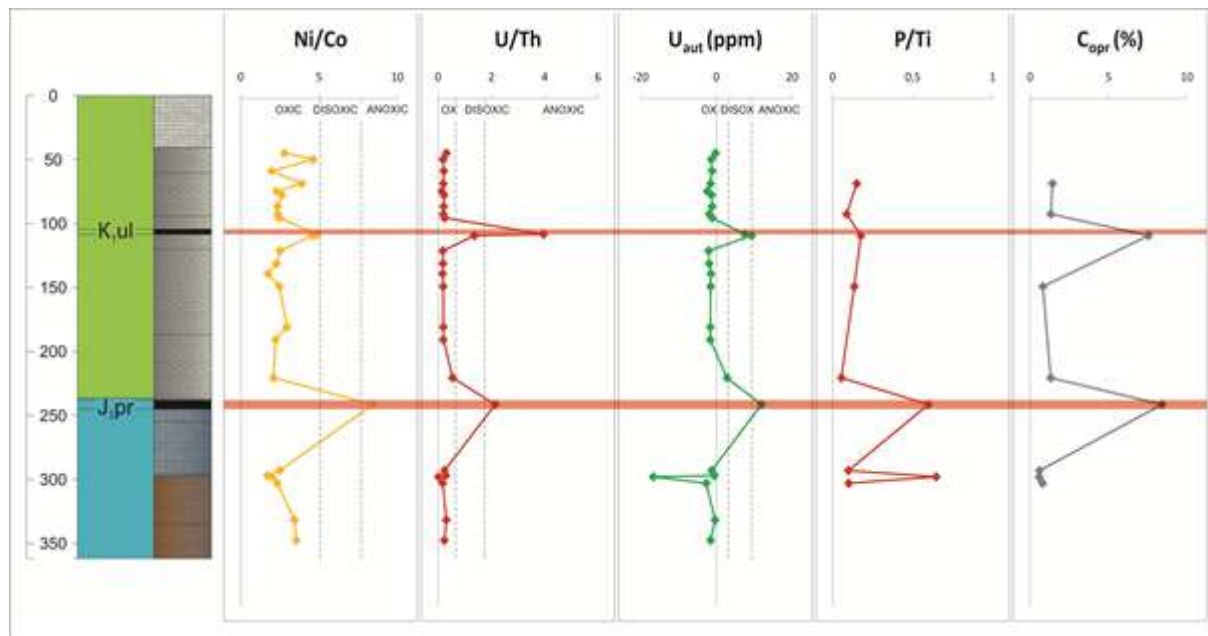 Ni/Co U/Th U_aut (ppm) P/Ti C_opr (%)
0 5 10 0 2 4 6 -20 0 20 0 0,5 1 0 5 10
0
OXIC DISOXIC ANOXIC OX DISOXIC ANOXIC OX DISOX ANOXIC
50
100
K₁ul
150
200
J₃pr
250
300
350